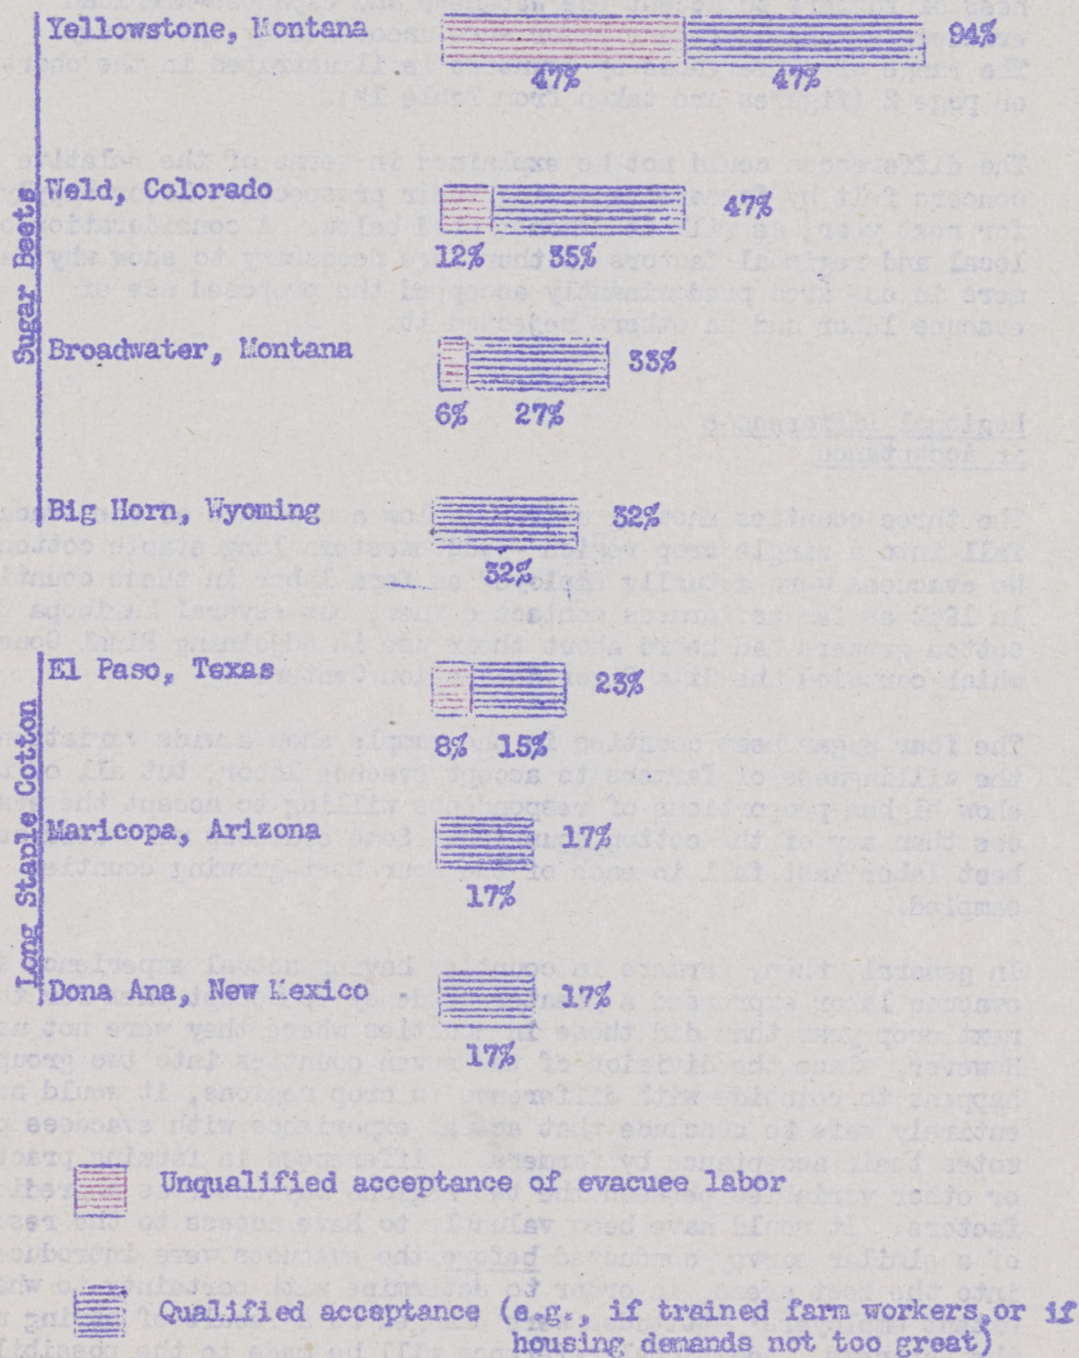 Sugar Beets
Yellowstone, Montana 94%
47% 47%
Weld, Colorado 47%
12% 35%
Broadwater, Montana 33%
6% 27%
Big Horn, Wyoming 32%
32%
Long Staple Cotton
El Paso, Texas 23%
8% 15%
Maricopa, Arizona 17%
17%
Dona Ana, New Mexico 17%
17%
Unqualified acceptance of evacuee labor
Qualified acceptance (e.g., if trained farm workers, or if
housing demands not too great)